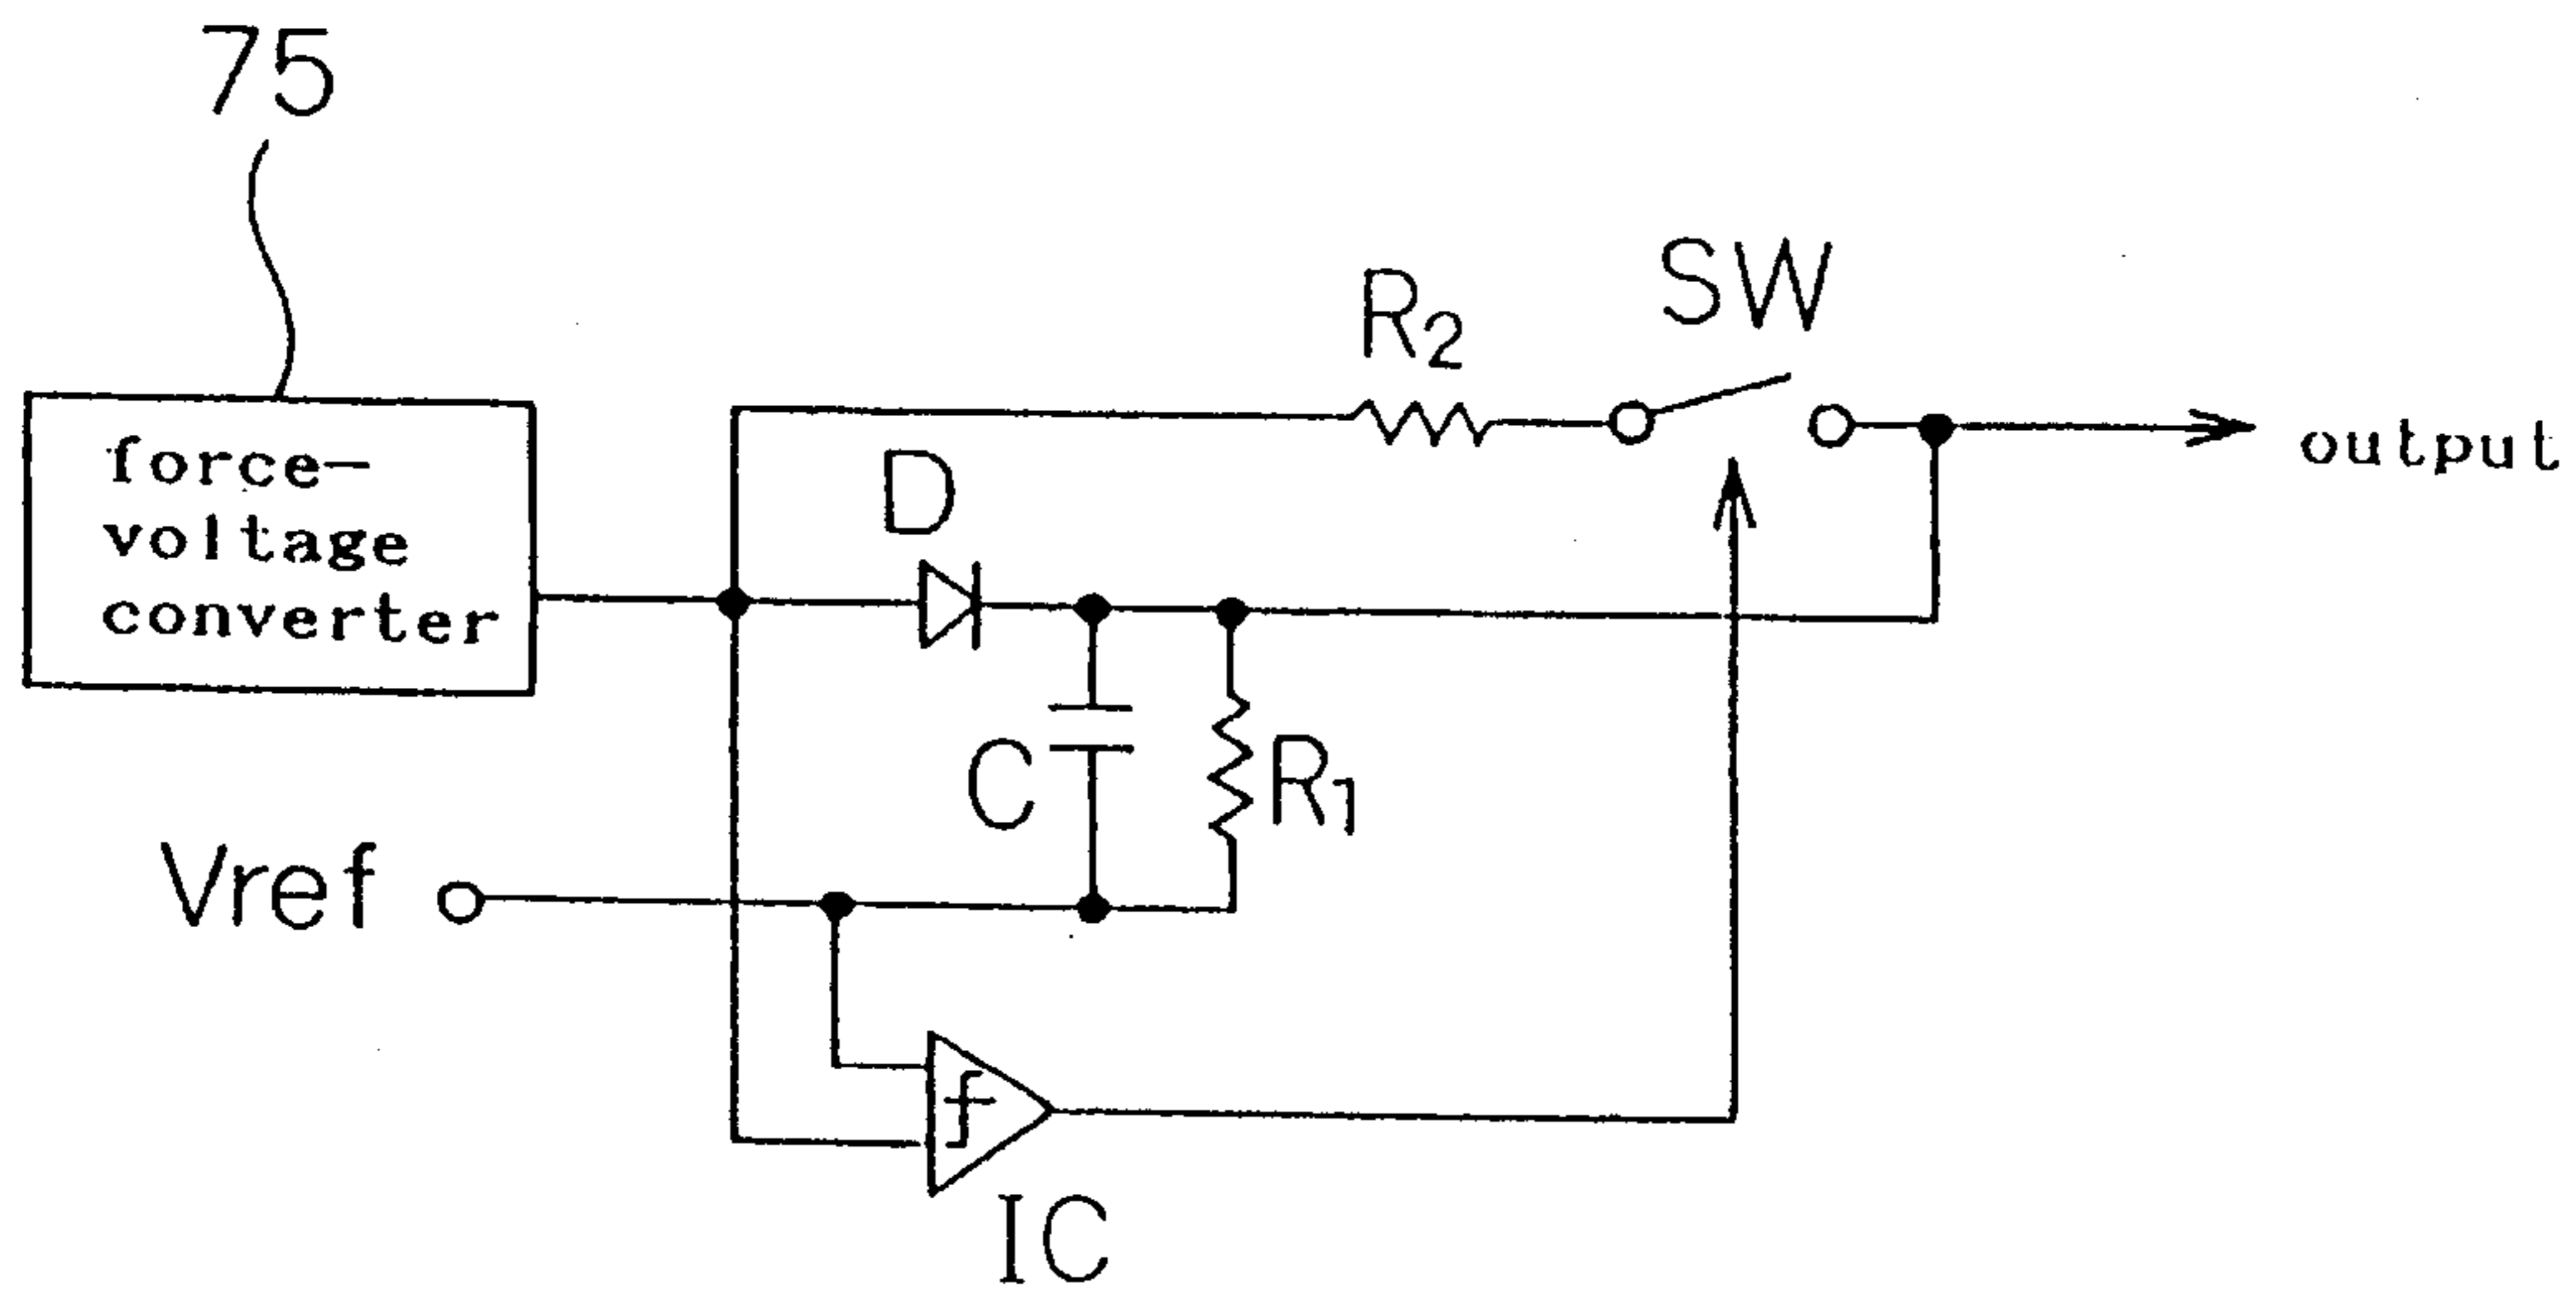 75
force-
voltage
converter
R2
SW
output
D
C
R1
Vref
IC